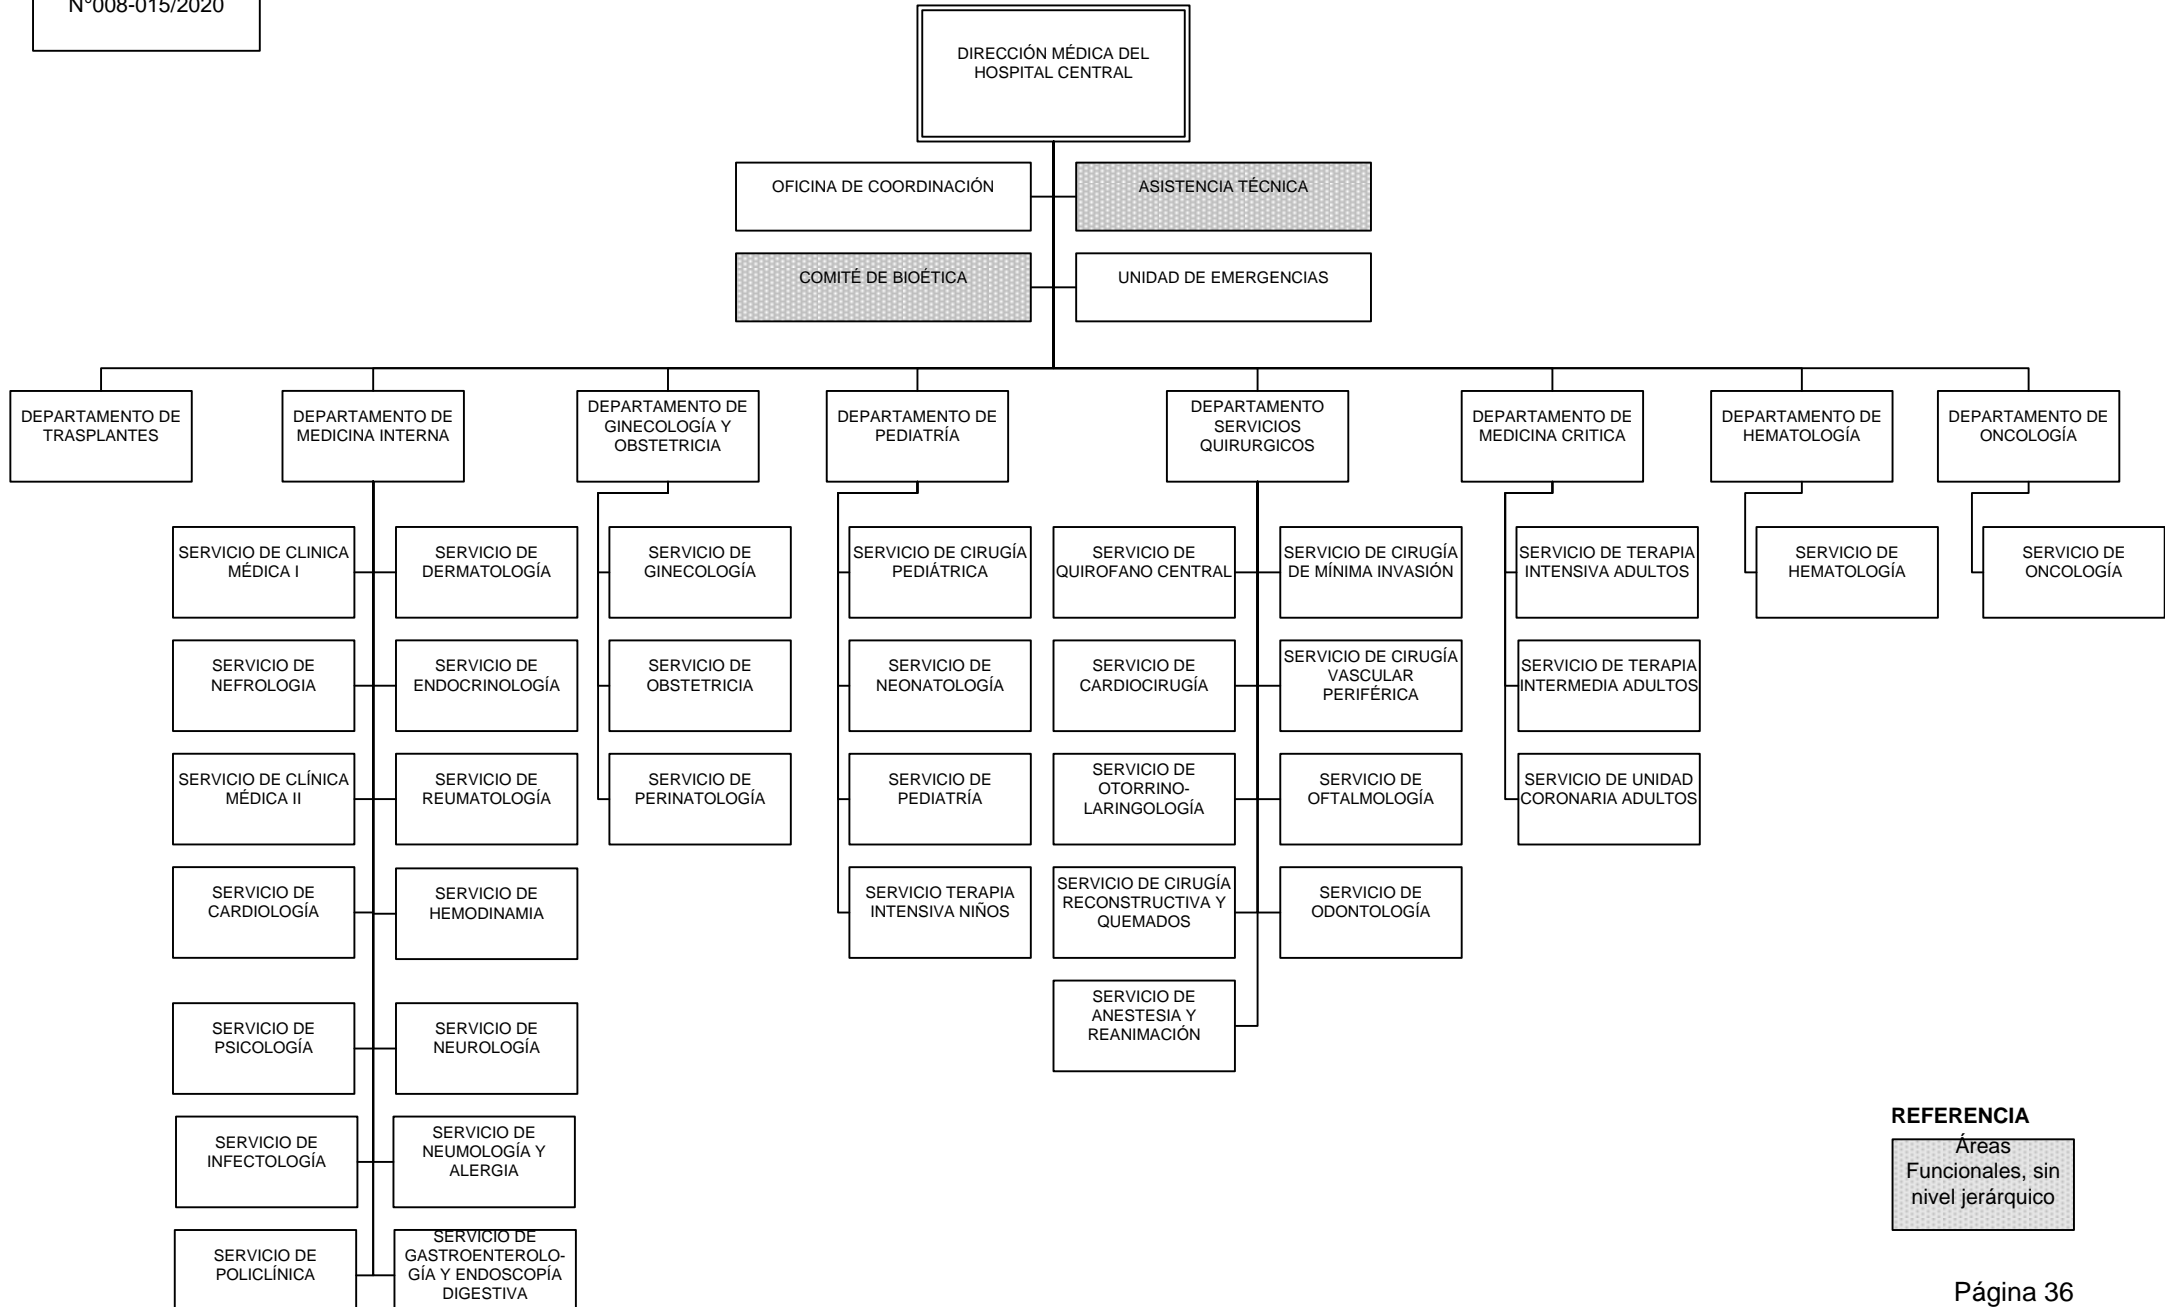 N°008-015/2020
DIRECCIÓN MÉDICA DEL
HOSPITAL CENTRAL
OFICINA DE COORDINACIÓN
ASISTENCIA TÉCNICA
COMITÉ DE BIOÉTICA
UNIDAD DE EMERGENCIAS
DEPARTAMENTO DE
TRASPLANTES
DEPARTAMENTO DE
MEDICINA INTERNA
DEPARTAMENTO DE
GINECOLOGÍA Y
OBSTETRICIA
DEPARTAMENTO DE
PEDIATRÍA
DEPARTAMENTO
SERVICIOS
QUIRURGICOS
DEPARTAMENTO DE
MEDICINA CRITICA
DEPARTAMENTO DE
HEMATOLOGÍA
DEPARTAMENTO DE
ONCOLOGÍA
SERVICIO DE CLINICA
MÉDICA I
SERVICIO DE
DERMATOLOGÍA
SERVICIO DE
GINECOLOGÍA
SERVICIO DE CIRUGÍA
PEDIÁTRICA
SERVICIO DE
QUIROFANO CENTRAL
SERVICIO DE CIRUGÍA
DE MÍNIMA INVASIÓN
SERVICIO DE TERAPIA
INTENSIVA ADULTOS
SERVICIO DE
HEMATOLOGÍA
SERVICIO DE
ONCOLOGÍA
SERVICIO DE
NEFROLOGIA
SERVICIO DE
ENDOCRINOLOGÍA
SERVICIO DE
OBSTETRICIA
SERVICIO DE
NEONATOLOGÍA
SERVICIO DE
CARDIOCIRUGÍA
SERVICIO DE CIRUGÍA
VASCULAR
PERIFÉRICA
SERVICIO DE TERAPIA
INTERMEDIA ADULTOS
SERVICIO DE CLÍNICA
MÉDICA II
SERVICIO DE
REUMATOLOGÍA
SERVICIO DE
PERINATOLOGÍA
SERVICIO DE
PEDIATRÍA
SERVICIO DE
OTORRINO-
LARINGOLOGÍA
SERVICIO DE
OFTALMOLOGÍA
SERVICIO DE UNIDAD
CORONARIA ADULTOS
SERVICIO DE
CARDIOLOGÍA
SERVICIO DE
HEMODINAMIA
SERVICIO TERAPIA
INTENSIVA NIÑOS
SERVICIO DE CIRUGÍA
RECONSTRUCTIVA Y
QUEMADOS
SERVICIO DE
ODONTOLOGÍA
SERVICIO DE
PSICOLOGÍA
SERVICIO DE
NEUROLOGÍA
SERVICIO DE
ANESTESIA Y
REANIMACIÓN
SERVICIO DE
INFECTOLOGÍA
SERVICIO DE
NEUMOLOGÍA Y
ALERGIA
SERVICIO DE
POLICLÍNICA
SERVICIO DE
GASTROENTEROLO-
GÍA Y ENDOSCOPÍA
DIGESTIVA
REFERENCIA
Áreas
Funcionales, sin
nivel jerárquico
Página 36